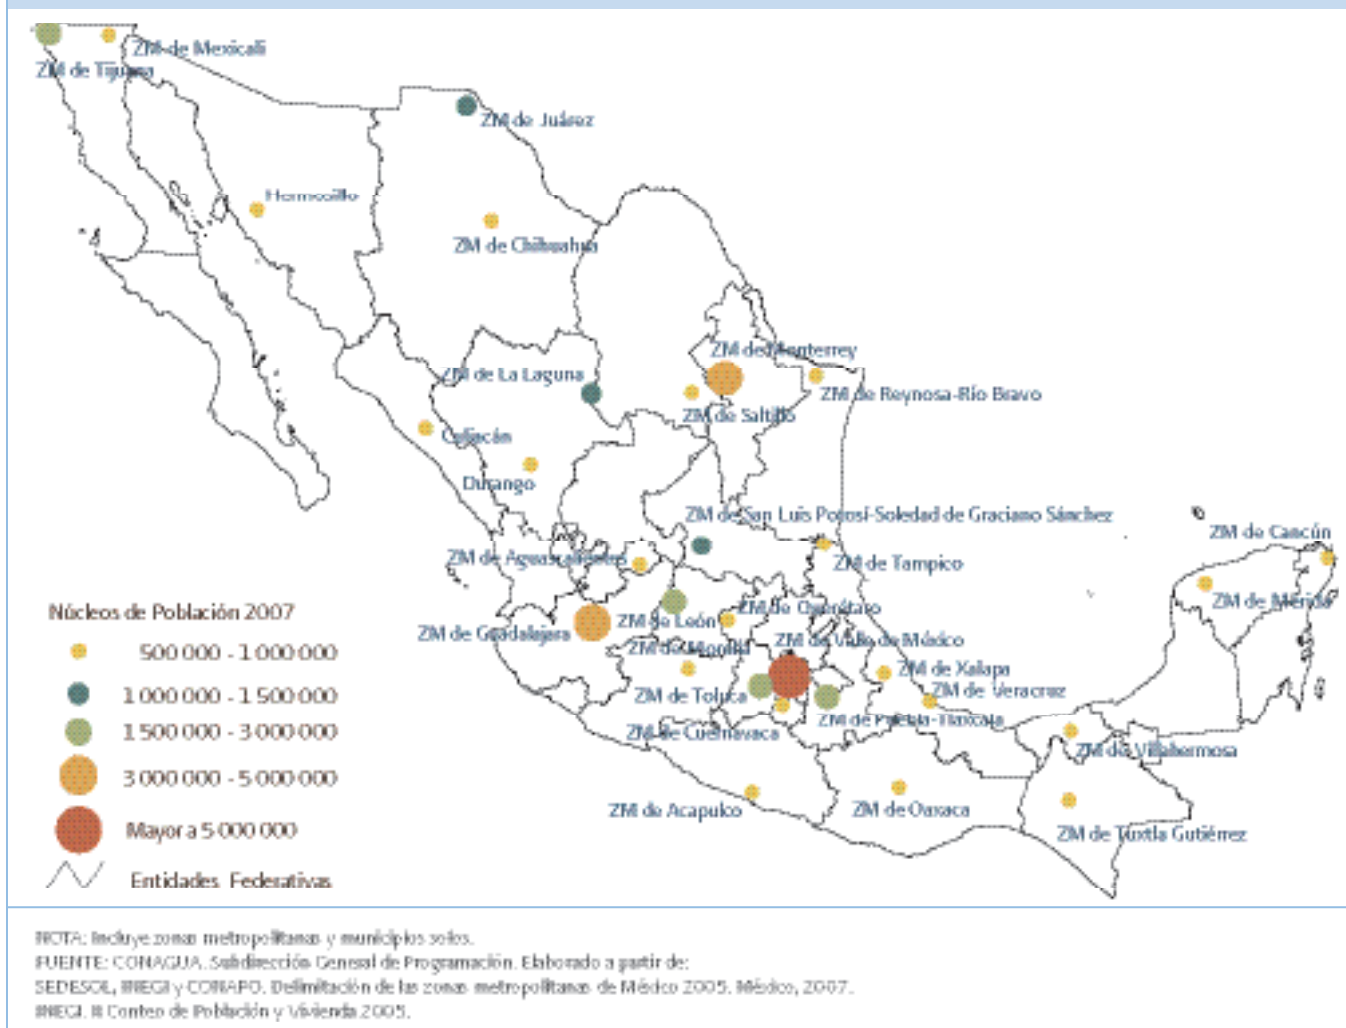 ZM de Mexicali
ZM de Tijuana
ZM de Juárez
Hermosillo
ZM de Chihuahua
ZM de Monterrey
ZM de La Laguna
ZM de Reynosa-Río Bravo
ZM de Saltillo
Culiacán
Durango
ZM de San Luis Potosí-Soledad de Graciano Sánchez
ZM de Cancún
ZM de Aguascalientes
ZM de Tampico
ZM de Mérida
Núcleos de Población 2007
ZM de Querétaro
ZM de León
ZM de Guadalajara
ZM de Valle de México
ZM de Morelia
500 000 - 1 000 000
ZM de Xalapa
ZM de Toluca
ZM de Veracruz
1 000 000 - 1 500 000
ZM de Puebla-Tlaxcala
ZM de Cuernavaca
1 500 000 - 3 000 000
ZM de Villahermosa
3 000 000 - 5 000 000
ZM de Acapulco
ZM de Oaxaca
Mayor a 5 000 000
ZM de Tuxtla Gutiérrez
Entidades Federativas
NOTA: Incluye zonas metropolitanas y municipios solos.
FUENTE: CONAGUA. Subdirección General de Programación. Elaborado a partir de:
SEDESOL, INEGI y CONAPO. Delimitación de las zonas metropolitanas de México 2005. México, 2007.
INEGI. II Conteo de Población y Vivienda 2005.